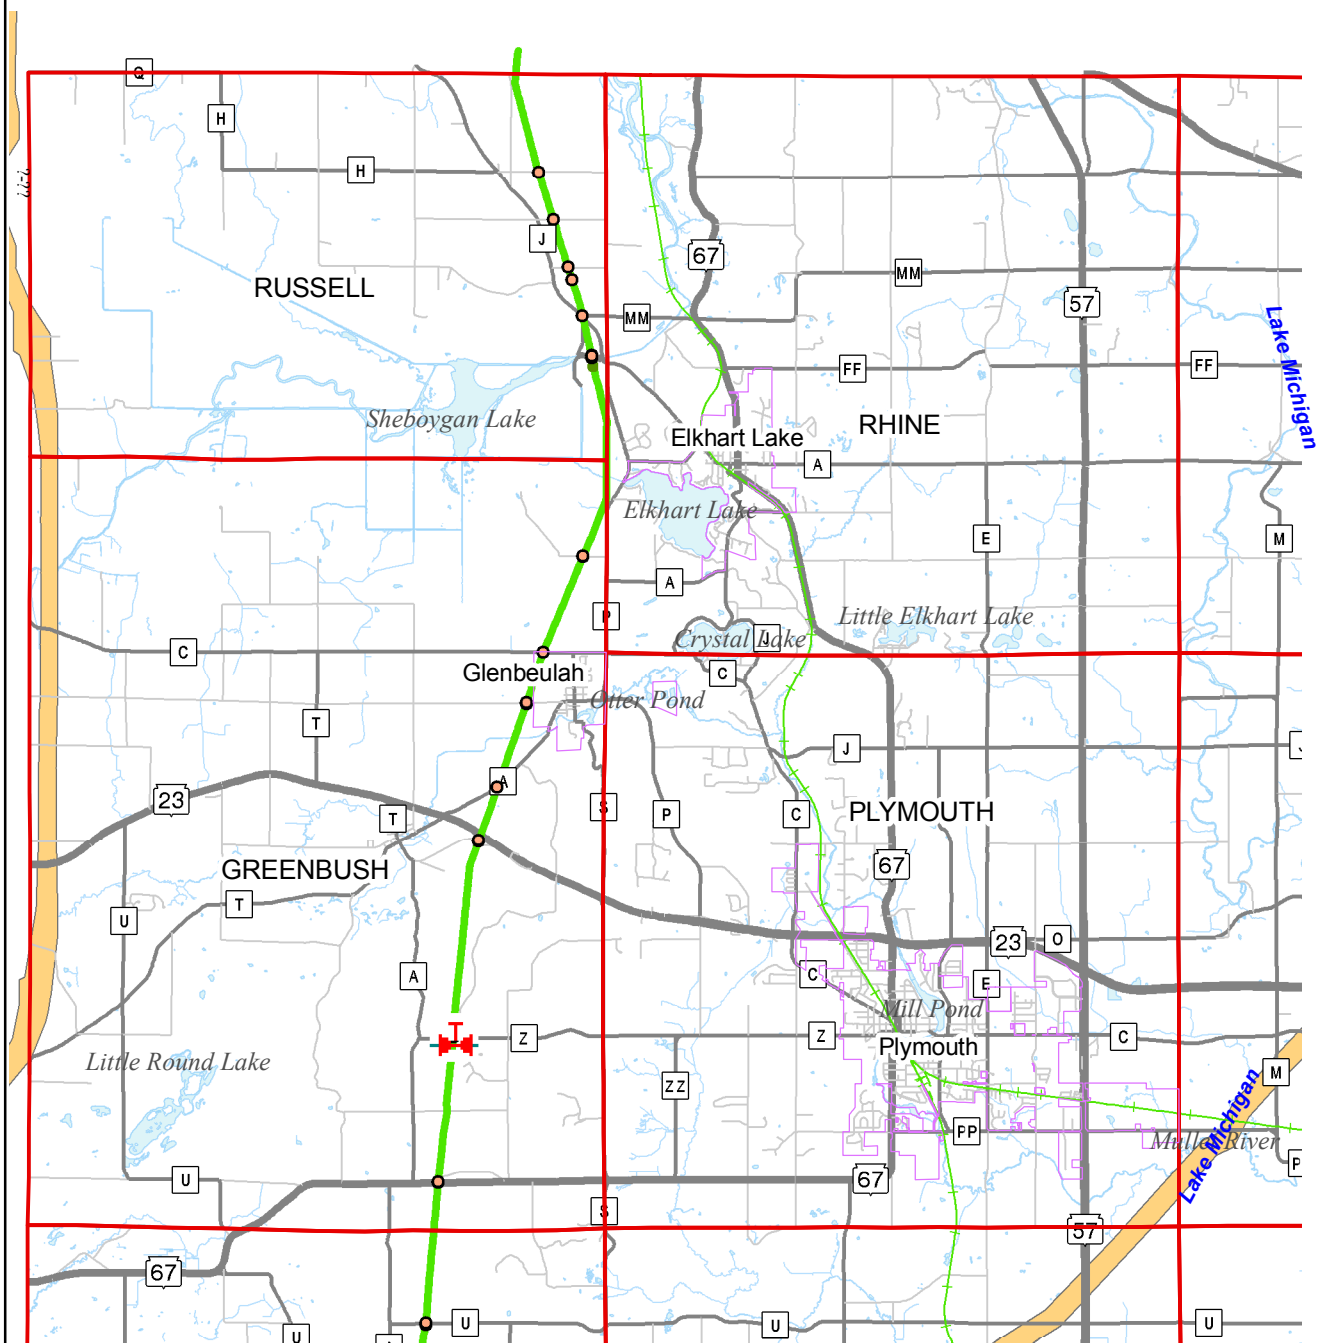 Q
H
H
J
67
MM
57
RUSSELL
MM
Lake Michigan
FF
FF
Sheboygan Lake
Elkhart Lake
RHINE
A
Elkhart Lake
E
M
A
P
Little Elkhart Lake
Crystal Lake
J
C
C
Glenbeulah
Otter Pond
T
J
A
23
T
S
P
C
PLYMOUTH
67
GREENBUSH
T
U
23
O
A
C
E
Mill Pond
Z
Z
C
Plymouth
Little Round Lake
ZZ
M
Lake Michigan
PP
Mullet River
P
U
67
S
57
67
U
U
U
U